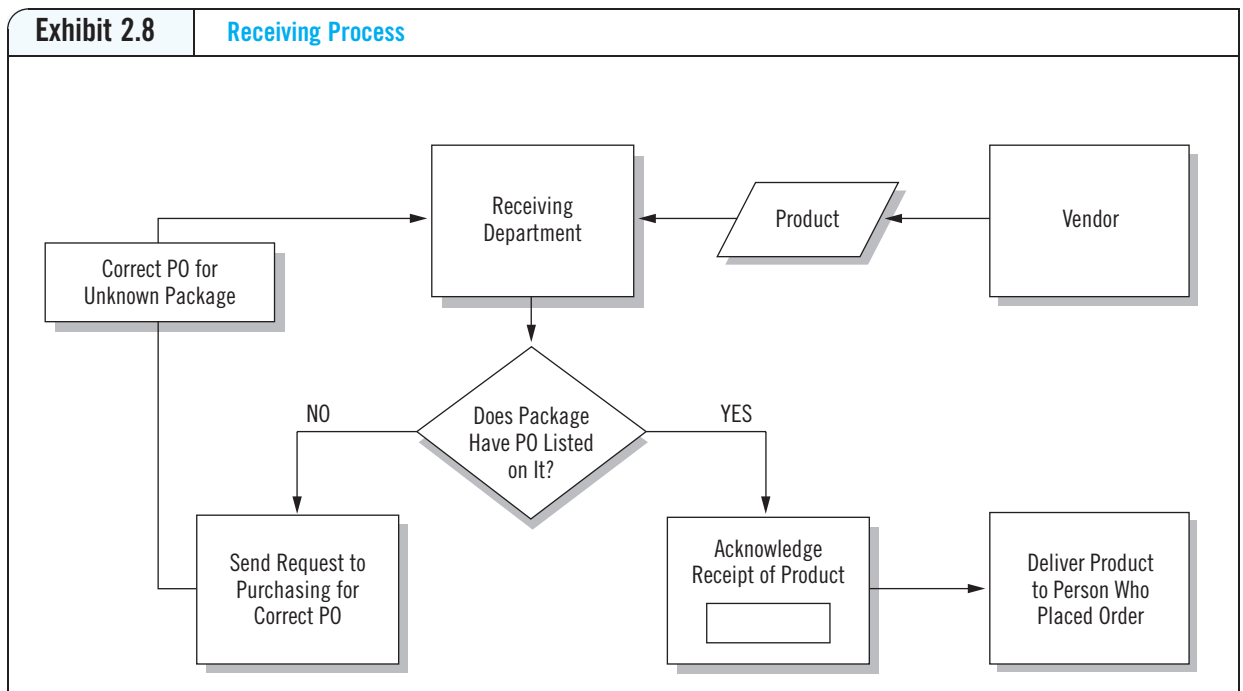 Exhibit 2.8
Receiving Process
Receiving
Department
Product
Vendor
Correct PO for
Unknown Package
NO
Does Package
Have PO Listed
on It?
YES
Send Request to
Purchasing for
Correct PO
Acknowledge
Receipt of Product
Deliver Product
to Person Who
Placed Order